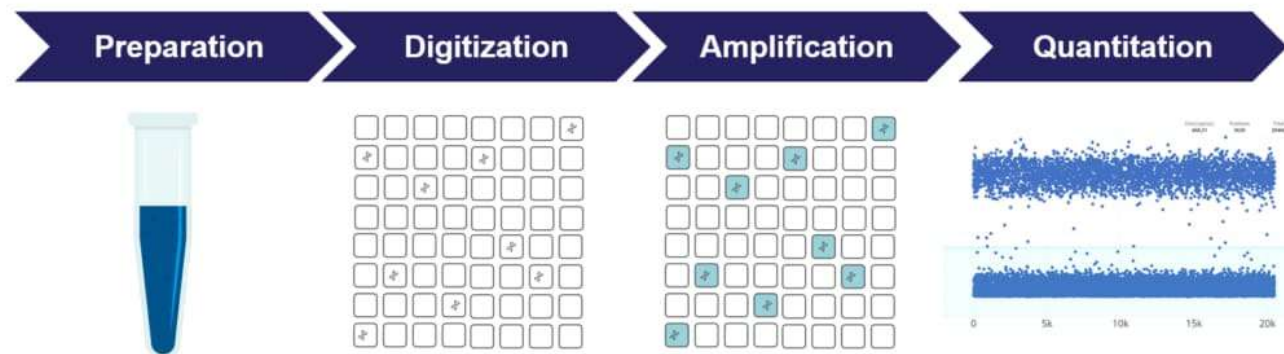 Preparation
Digitization
Amplification
Quantitation
0
5k
10k
15k
20k